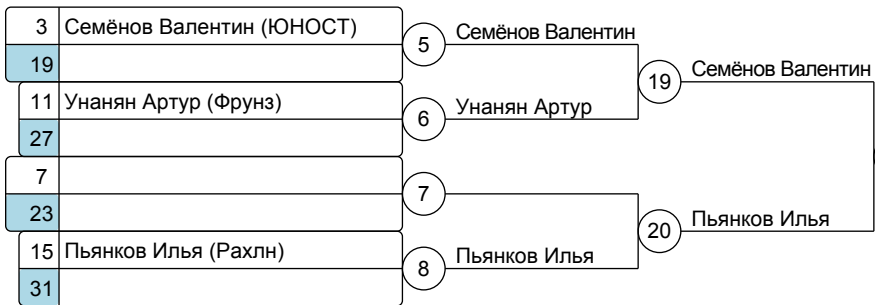 3 Семёнов Валентин (ЮНОСТ)
19
5 Семёнов Валентин
11 Унанян Артур (Фрунз)
27
6 Унанян Артур
19 Семёнов Валентин
7
23
7
15 Пьянков Илья (Рахлн)
31
8 Пьянков Илья
20 Пьянков Илья